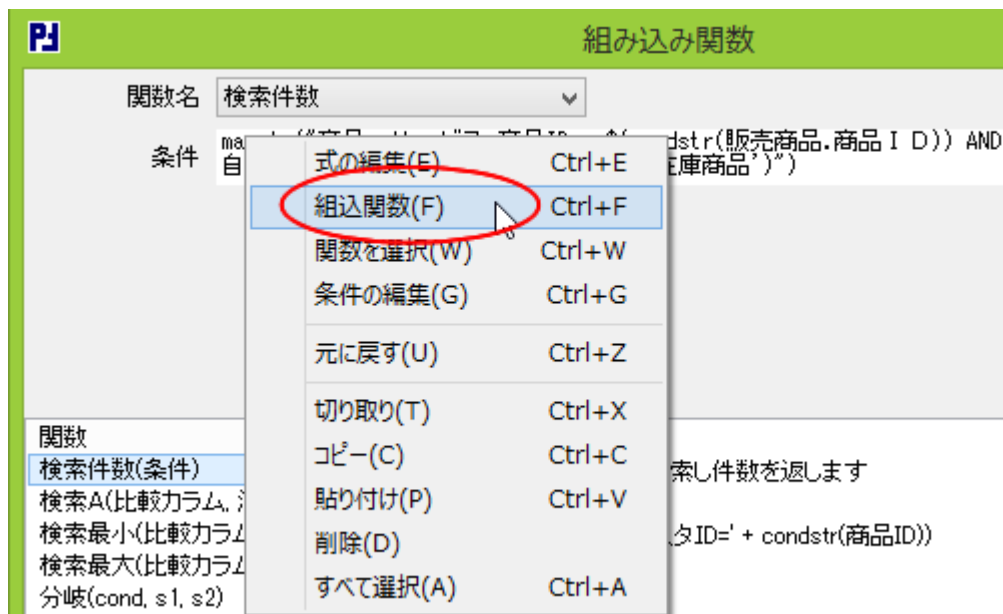 組み込み関数
関数名 検索件数
条件
dstr(販売商品.商品ＩＤ)) AND
自
庫商品')")
式の編集(E) Ctrl+E
組込関数(F) Ctrl+F
関数を選択(W) Ctrl+W
条件の編集(G) Ctrl+G
元に戻す(U) Ctrl+Z
切り取り(T) Ctrl+X
コピー(C) Ctrl+C
貼り付け(P) Ctrl+V
削除(D)
すべて選択(A) Ctrl+A
関数
検索件数(条件) 索し件数を返します
検索A(比較カラム,
検索最小(比較カラム タID=' + condstr(商品ID))
検索最大(比較カラム
分岐(cond, s1, s2)